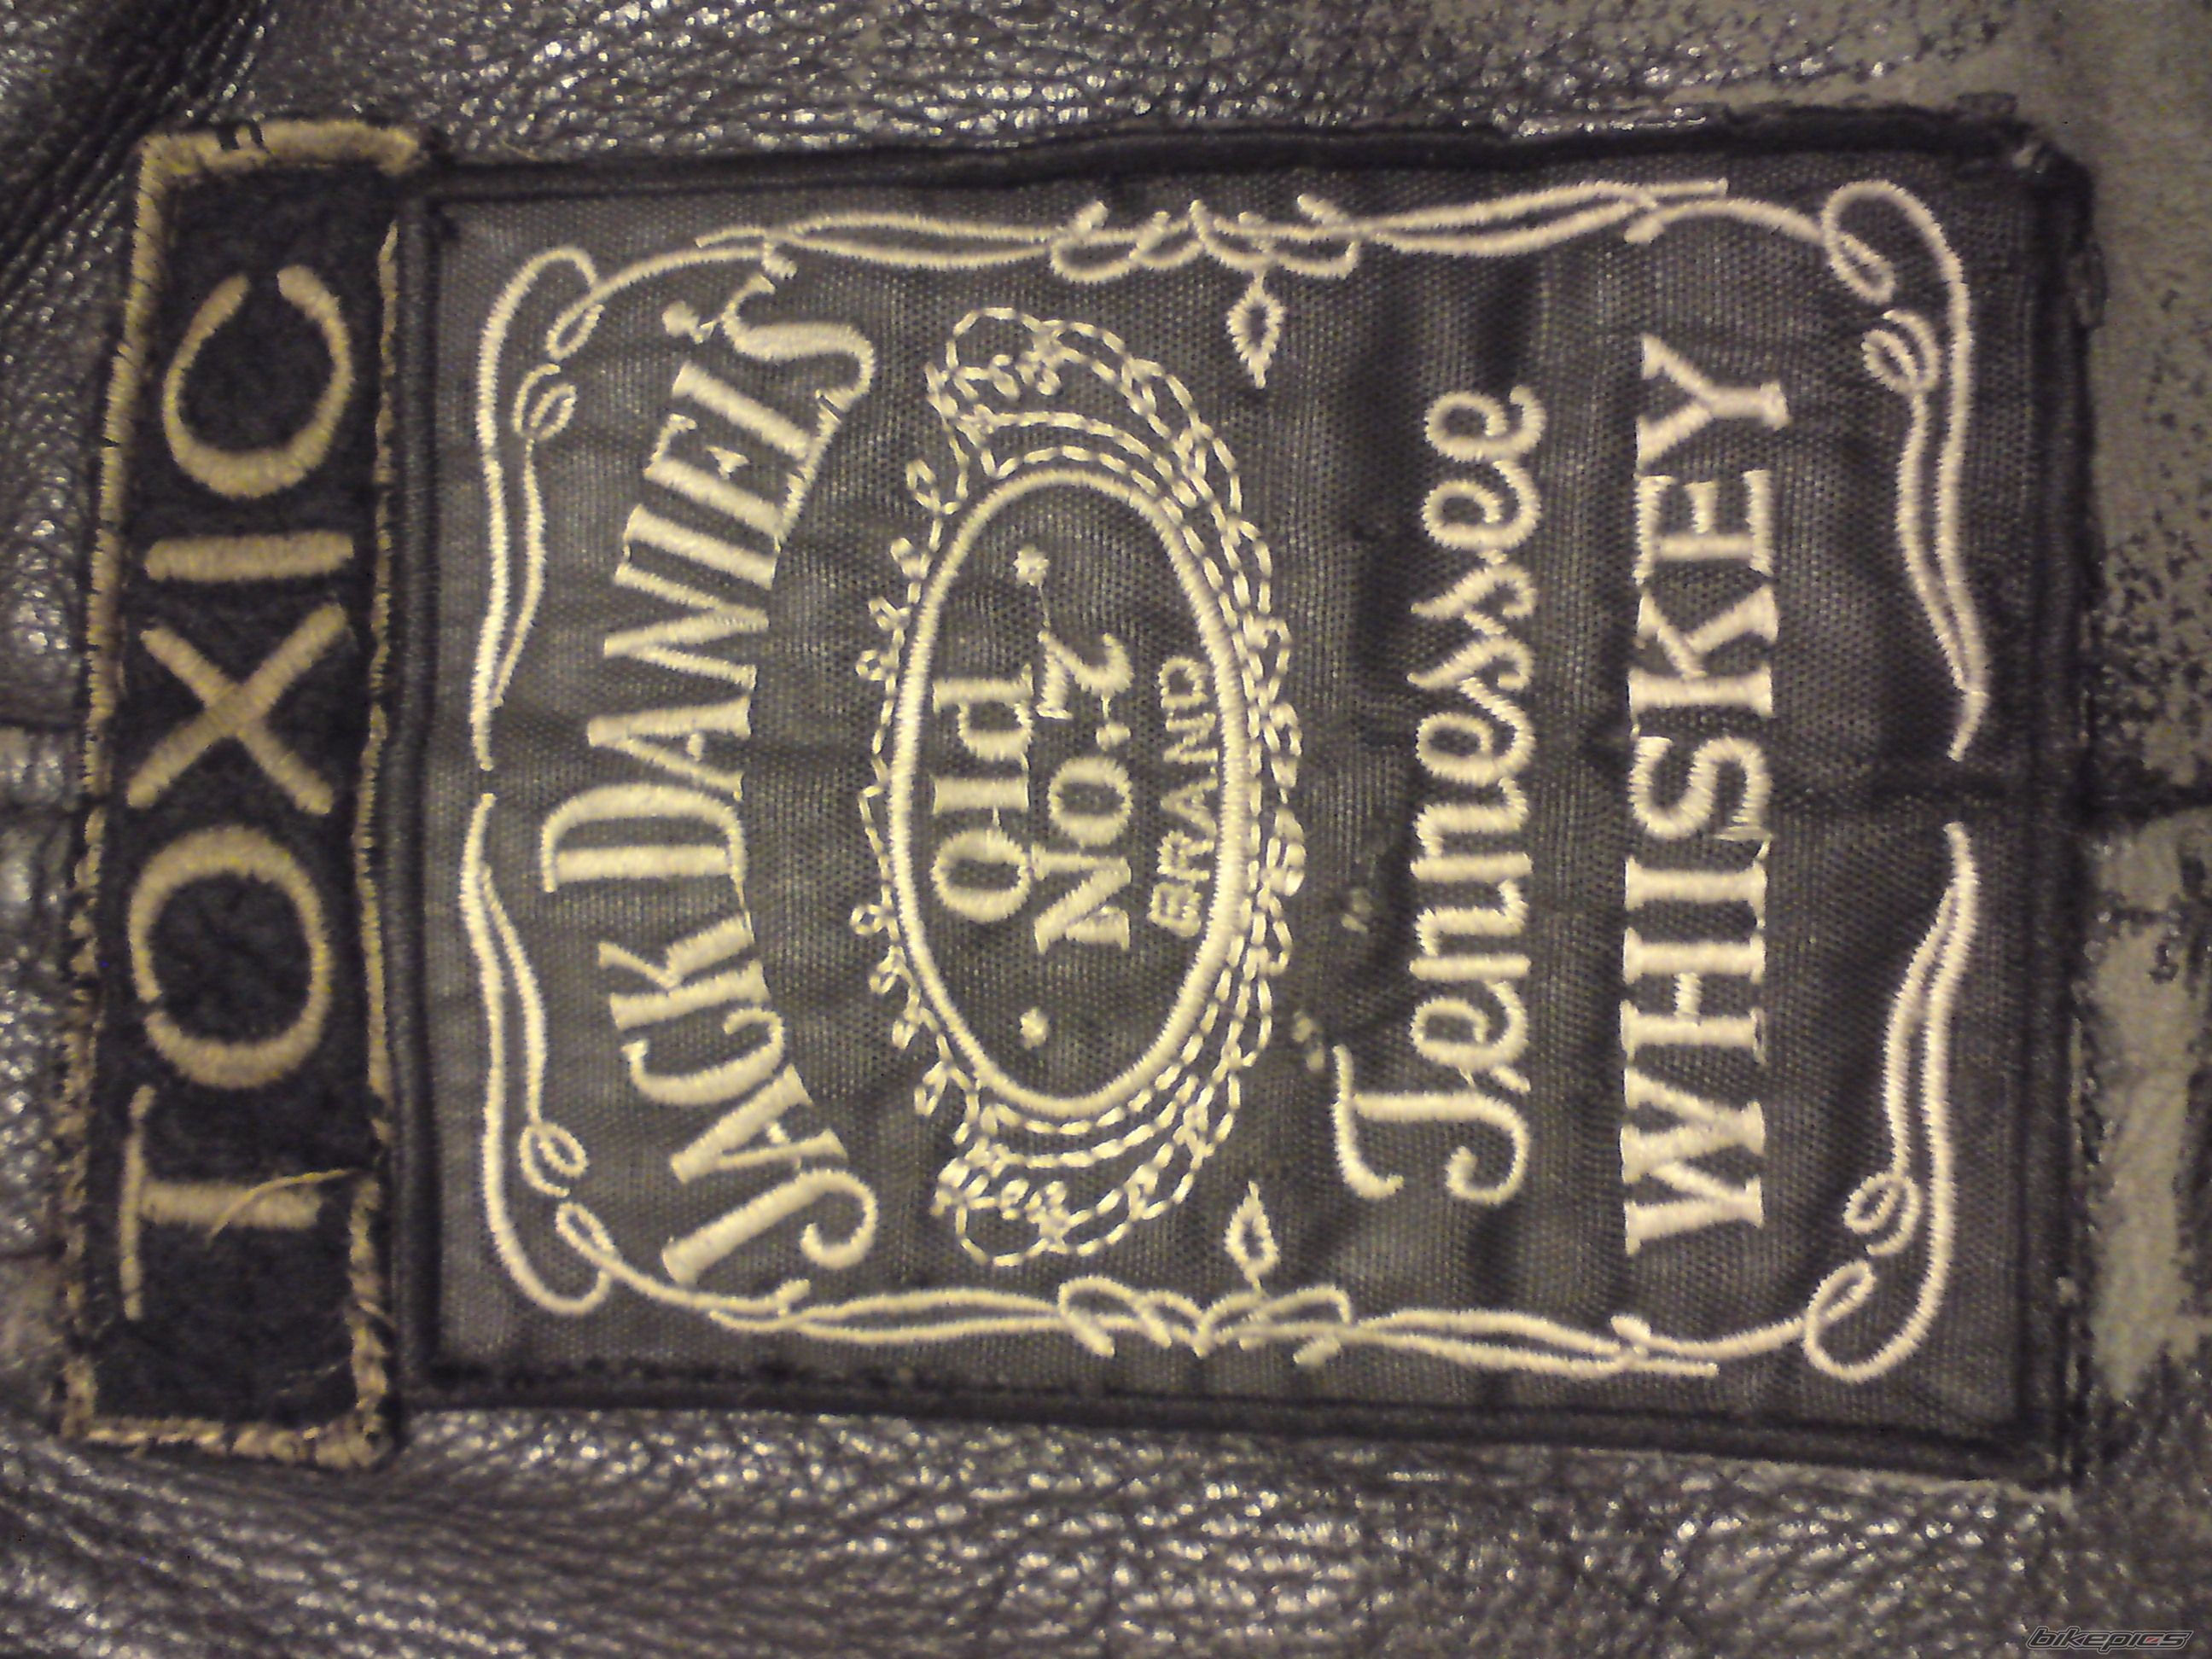 TOXIC
JACK DANIEL'S
Old
No. 7
BRAND
Tennessee
WHISKEY
bikepics